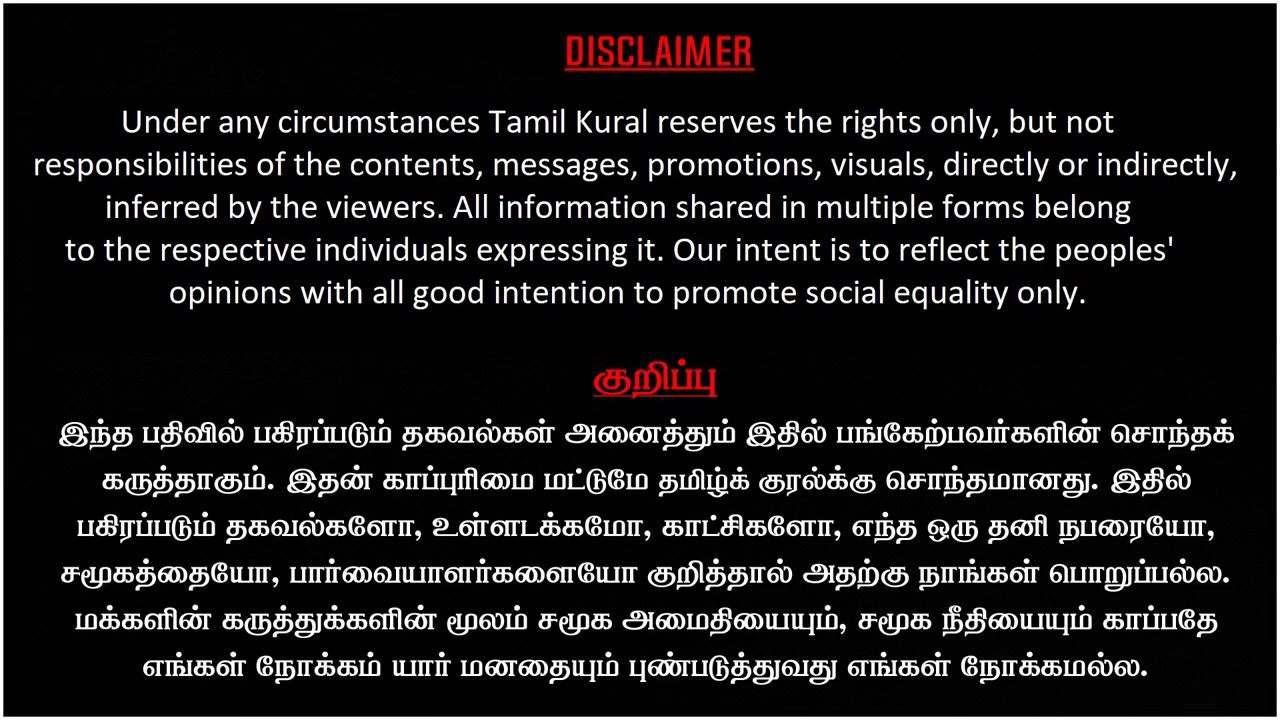 DISCLAIMER
Under any circumstances Tamil Kural reserves the rights only, but not
responsibilities of the contents, messages, promotions, visuals, directly or indirectly,
inferred by the viewers. All information shared in multiple forms belong
to the respective individuals expressing it. Our intent is to reflect the peoples'
opinions with all good intention to promote social equality only.
குறிப்பு
இந்த பதிவில் பகிரப்படும் தகவல்கள் அனைத்தும் இதில் பங்கேற்பவர்களின் சொந்தக்
கருத்தாகும். இதன் காப்புரிமை மட்டுமே தமிழ்க் குரல்க்கு சொந்தமானது. இதில்
பகிரப்படும் தகவல்களோ, உள்ளடக்கமோ, காட்சிகளோ, எந்த ஒரு தனி நபரையோ,
சமூகத்தையோ, பார்வையாளர்களையோ குறித்தால் அதற்கு நாங்கள் பொறுப்பல்ல.
மக்களின் கருத்துக்களின் மூலம் சமூக அமைதியையும், சமூக நீதியையும் காப்பதே
எங்கள் நோக்கம் யார் மனதையும் புண்படுத்துவது எங்கள் நோக்கமல்ல.